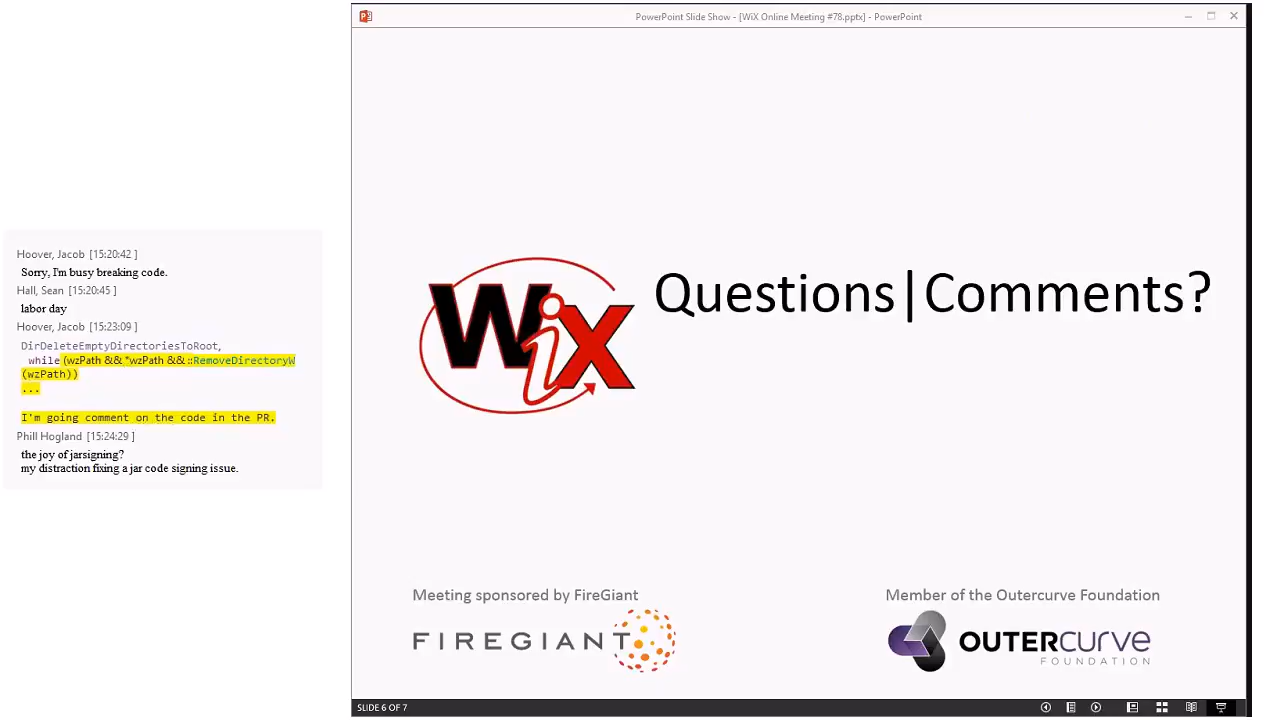 Hoover, Jacob [15:20:42 ]
Sorry, I'm busy breaking code.
Hall, Sean [15:20:45 ]
labor day
Hoover, Jacob [15:23:09 ]
DirDeleteEmptyDirectoriesToRoot,
while (wzPath && *wzPath && ::RemoveDirectoryW
(wzPath))
...
I'm going comment on the code in the PR.
Phill Hogland [15:24:29 ]
the joy of jarsigning?
my distraction fixing a jar code signing issue.
PowerPoint Slide Show - [WiX Online Meeting #78.pptx] - PowerPoint
WiX
Questions|Comments?
Meeting sponsored by FireGiant
FIREGIANT
Member of the Outercurve Foundation
OUTERCURVE
FOUNDATION
SLIDE 6 OF 7